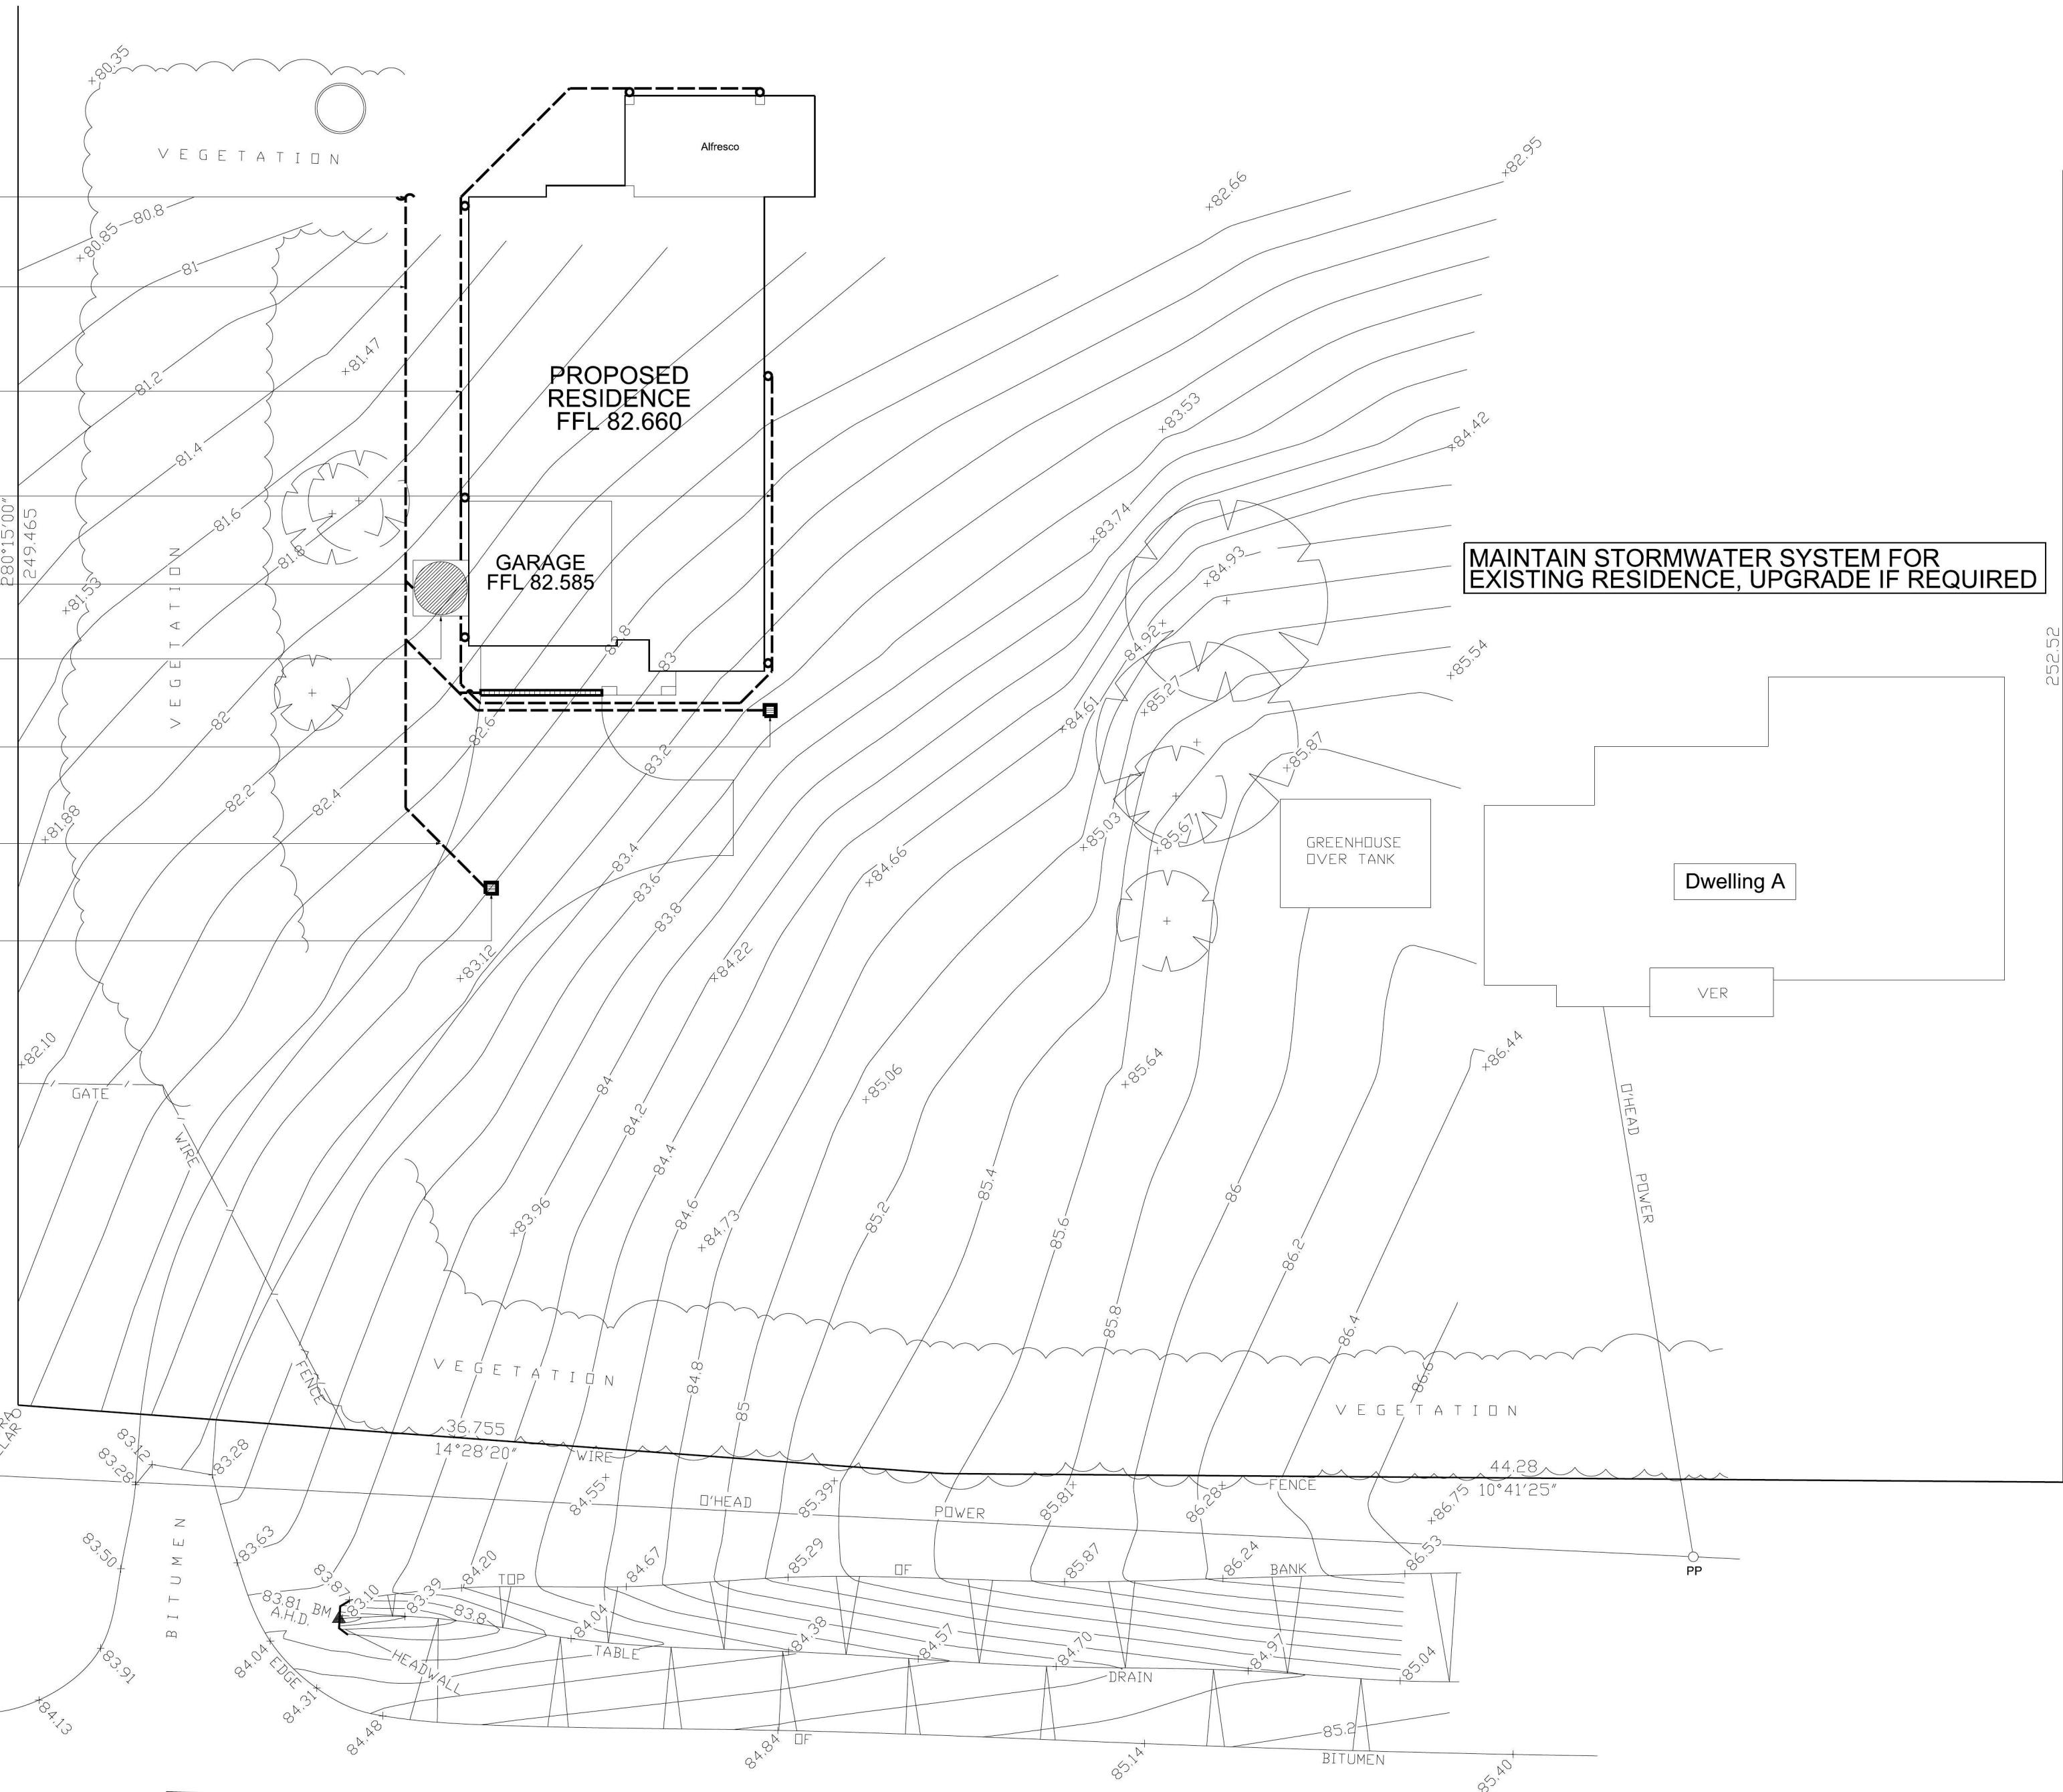 80.35
VEGETATION
Alfresco
82.95
82.66
80.8
80.85
81
81.47
81.2
PROPOSED
RESIDENCE
FFL 82.660
83.53
84.42
81.4
280°15'00"
249.465
81.6
83.74
81.8
GARAGE
FFL 82.585
84.93
MAINTAIN STORMWATER SYSTEM FOR
EXISTING RESIDENCE, UPGRADE IF REQUIRED
81.53
VEGETATION
82.8
83
84.92
85.54
252.52
85.27
84.61
82
82.6
83.2
85.87
82.2
82.4
81.88
85.03
85.67
GREENHOUSE
OVER TANK
83.4
83.6
84.66
Dwelling A
83.8
83.12
84.22
VER
82.10
GATE
84
85.06
85.64
86.44
84.2
WIRE
O'HEAD POWER
84.4
85.4
86
84.6
85.2
83.96
84.73
85.6
86.2
85.8
86.4
FENCE
VEGETATION
84.8
86.6
85
VEGETATION
36.755
14°28'20"
WIRE
83.12
83.28
83.28
44.28
10°41'25"
FENCE
84.55
O'HEAD
85.39
POWER
85.81
86.28
86.75
83.50
BITUMEN
83.63
83.87
84.20
TOP
84.67
85.29
OF
85.87
86.24
BANK
86.53
PP
83.81 BM
A.H.D.
83.10
83.39
83.8
84.04
TABLE
84.38
84.57
84.70
DRAIN
84.97
85.04
83.91
84.04
EDGE
HEADWALL
84.31
84.13
84.48
84.84
OF
85.14
85.2
BITUMEN
85.40